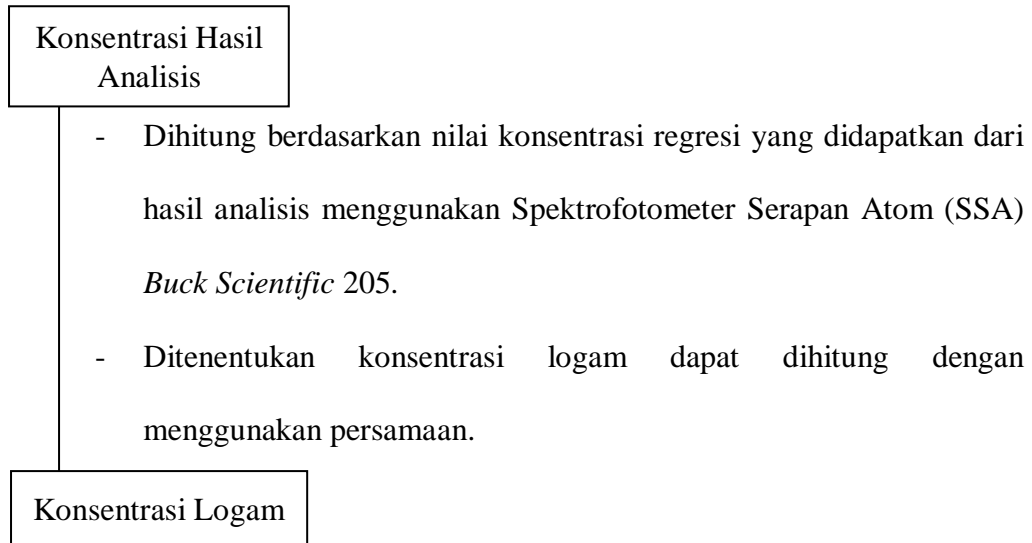 Konsentrasi Hasil
Analisis
- Dihitung berdasarkan nilai konsentrasi regresi yang didapatkan dari
hasil analisis menggunakan Spektrofotometer Serapan Atom (SSA)
Buck Scientific 205.
- Ditenentukan konsentrasi logam dapat dihitung dengan
menggunakan persamaan.
Konsentrasi Logam